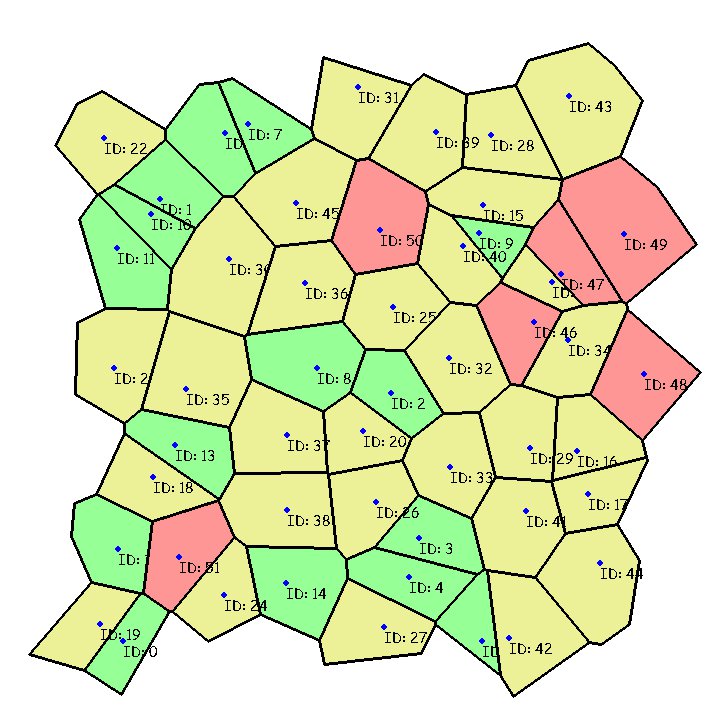 ID: 31
ID: 43
ID: 7
ID
ID: 39
ID: 28
ID: 22
ID: 1
ID: 10
ID: 45
ID: 15
ID: 50
ID: 9
ID: 49
ID: 40
ID: 11
ID: 30
ID: 47
ID:
ID: 36
ID: 25
ID: 46
ID: 34
ID: 32
ID: 2
ID: 8
ID: 48
ID: 35
ID: 2
ID: 37
ID: 20
ID: 13
ID: 29
ID: 16
ID: 33
ID: 18
ID: 17
ID: 26
ID: 38
ID: 41
ID: 3
ID:
ID: 51
ID: 44
ID: 4
ID: 14
ID: 24
ID: 19
ID: 27
ID: 0
ID
ID: 42